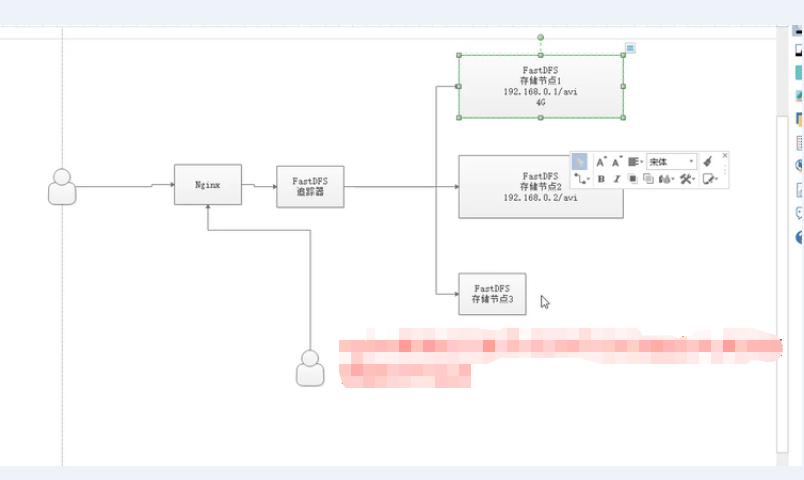 FastDFS
存储节点1
192.168.0.1/avi
4G
Nginx
FastDFS
追踪器
FastDFS
存储节点2
192.168.0.2/avi
宋体
FastDFS
存储节点3